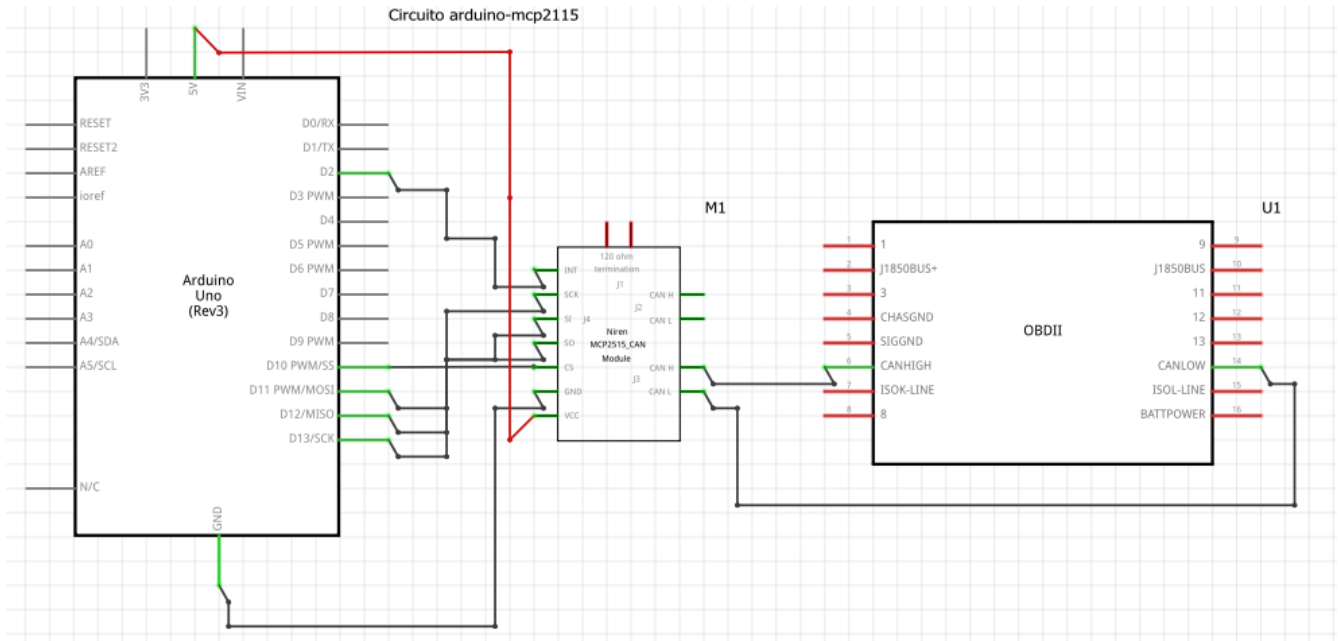 Circuito arduino-mcp2115
3V3
5V
VIN
RESET
RESET2
AREF
ioref
A0
A1
A2
A3
A4/SDA
A5/SCL
N/C
Arduino
Uno
(Rev3)
D0/RX
D1/TX
D2
D3 PWM
D4
D5 PWM
D6 PWM
D7
D8
D9 PWM
D10 PWM/SS
D11 PWM/MOSI
D12/MISO
D13/SCK
GND
M1
120 ohm
termination
J1
INT
SCK
SI
SO
CS
GND
VCC
J4
J2
CAN H
CAN L
Niren
MCP2515_CAN
Module
J3
CAN H
CAN L
U1
1 1
2 J1850BUS+
3 3
4 CHASGND
5 SIGGND
6 CANHIGH
7 ISOK-LINE
8 8
OBDII
9 9
J1850BUS 10
11 11
12 12
13 13
CANLOW 14
ISOL-LINE 15
BATTPOWER 16